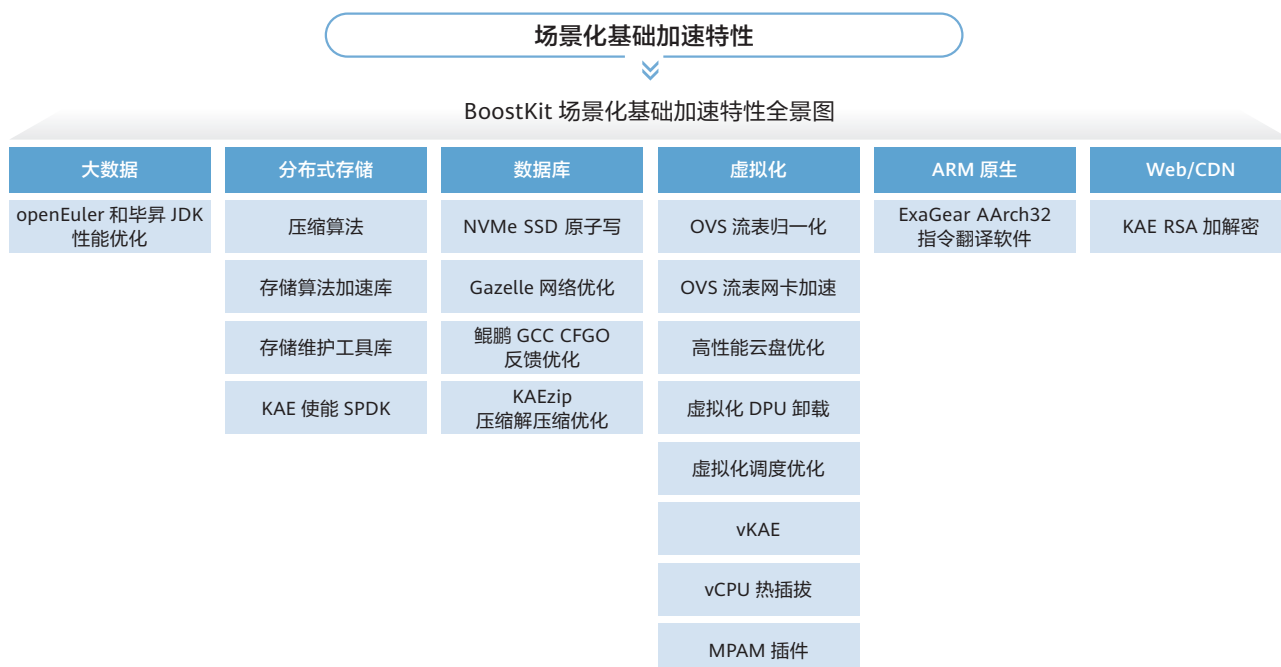 场景化基础加速特性
BoostKit 场景化基础加速特性全景图
大数据
openEuler 和毕昇 JDK
性能优化
分布式存储
压缩算法
存储算法加速库
存储维护工具库
KAE 使能 SPDK
数据库
NVMe SSD 原子写
Gazelle 网络优化
鲲鹏 GCC CFGO
反馈优化
KAEzip
压缩解压缩优化
虚拟化
OVS 流表归一化
OVS 流表网卡加速
高性能云盘优化
虚拟化 DPU 卸载
虚拟化调度优化
vKAE
vCPU 热插拔
MPAM 插件
ARM 原生
ExaGear AArch32
指令翻译软件
Web/CDN
KAE RSA 加解密